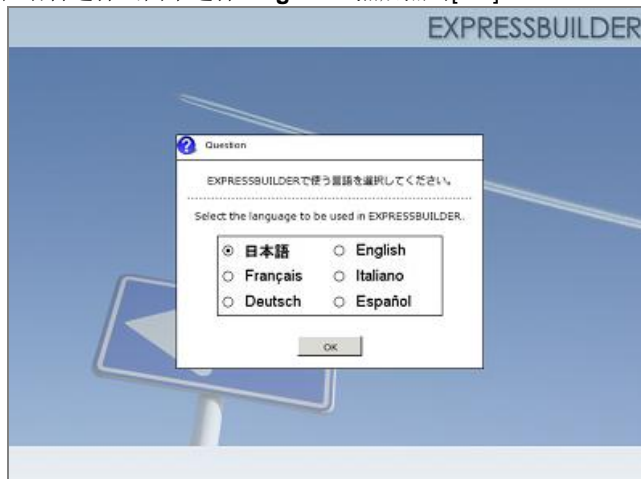 EXPRESSBUILDER
Question
EXPRESSBUILDERで使う言語を選択してください。
Select the language to be used in EXPRESSBUILDER.
日本語 English
Français Italiano
Deutsch Español
OK